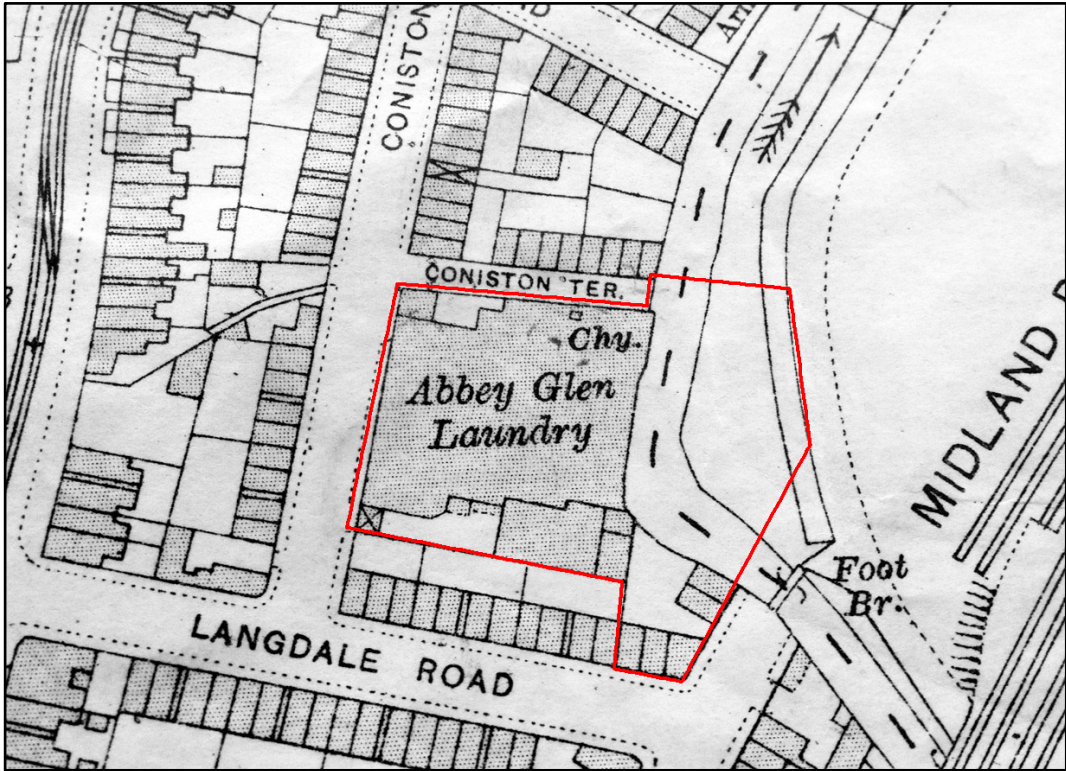 CONISTON
CONISTON TER.
Chy.
Abbey Glen
Laundry
MIDLAND
Foot
Br.
LANGDALE ROAD